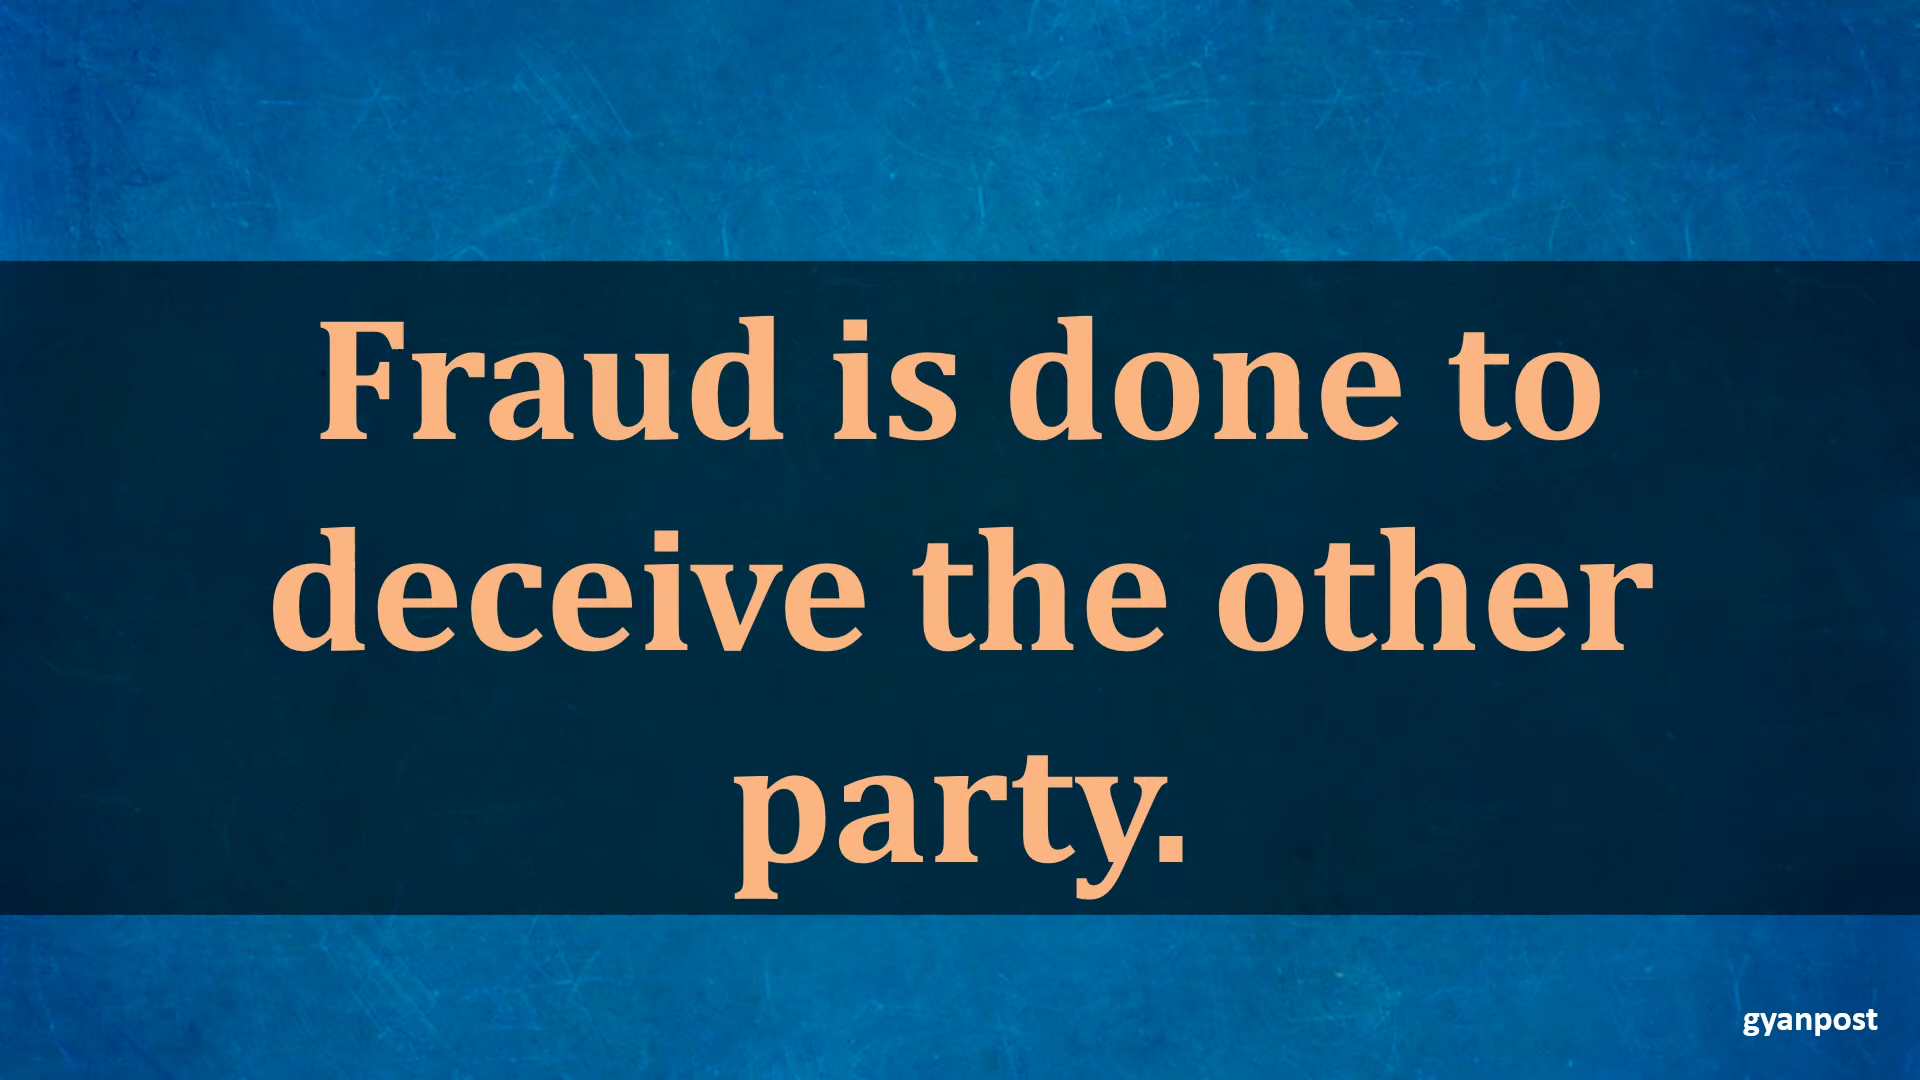 Fraud is done to
deceive the other
party.
gyanpost